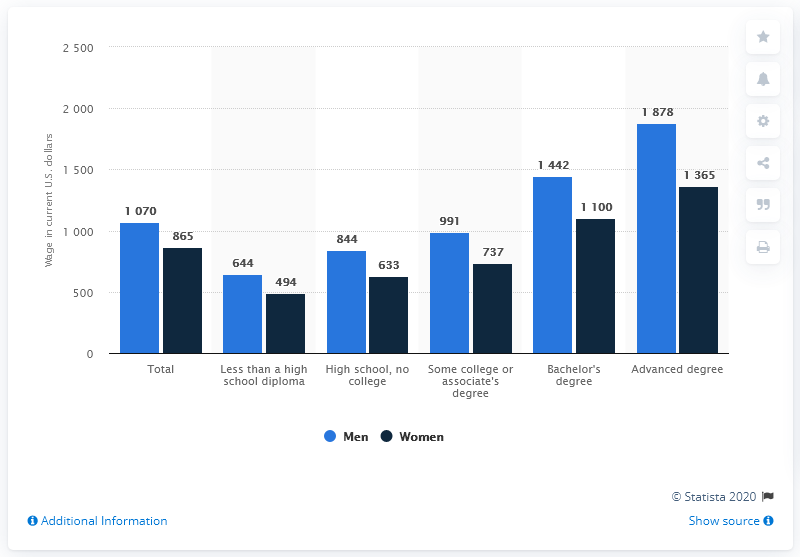 2 500
2 000
1 500
1 000
500
0
Wage in current U.S. dollars
1 070
865
644
494
844
633
991
737
1 442
1 100
1 878
1 365
Total
Less than a high
school diploma
High school, no
college
Some college or
associate's
degree
Bachelor's
degree
Advanced degree
Men
Women
© Statista 2020
Additional Information
Show source